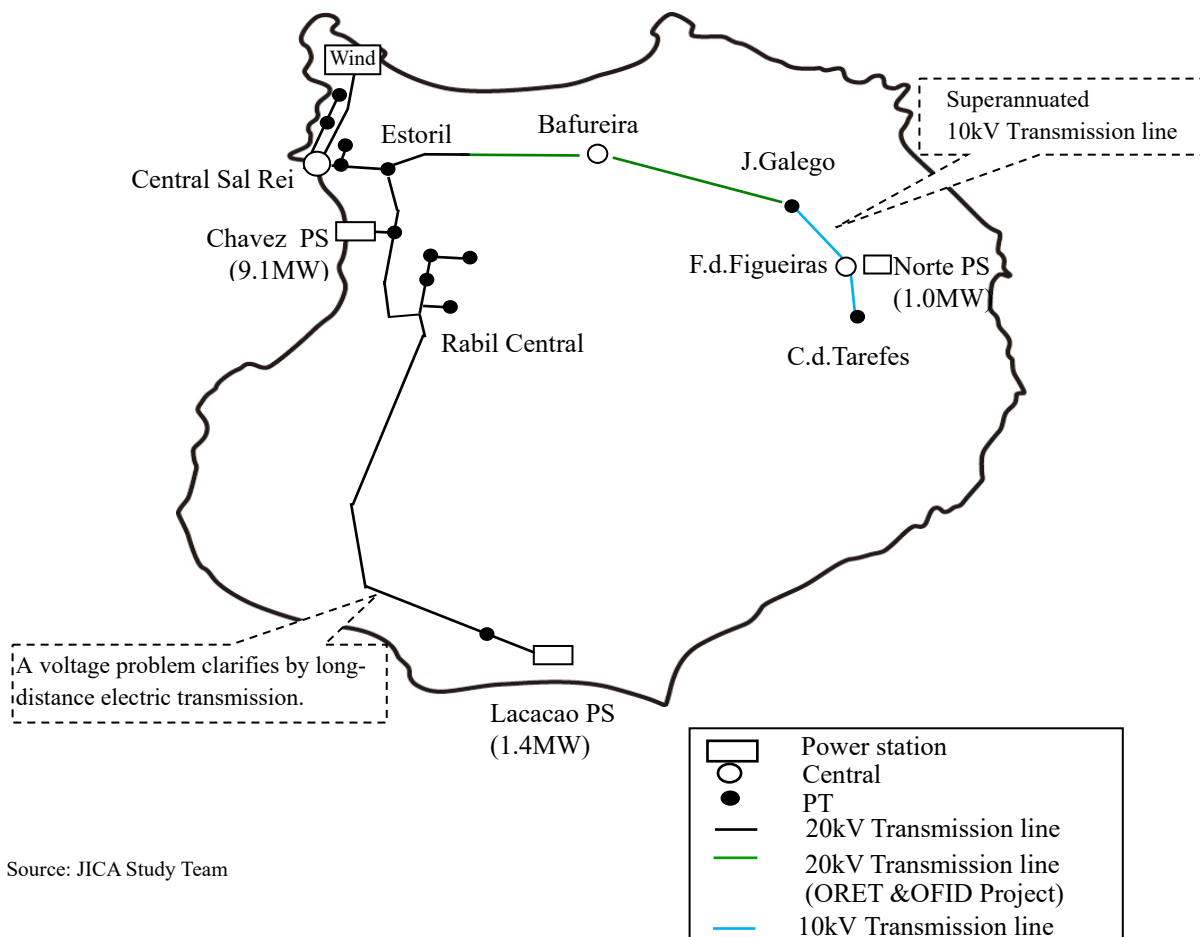 Wind
Superannuated
10kV Transmission line
Estoril
Bafureira
J.Galego
Central Sal Rei
Chavez PS
(9.1MW)
F.d.Figueiras
Norte PS
(1.0MW)
Rabil Central
C.d.Tarefes
A voltage problem clarifies by long-
distance electric transmission.
Lacacao PS
(1.4MW)
Power station
Central
PT
20kV Transmission line
20kV Transmission line
(ORET &OFID Project)
10kV Transmission line
Source: JICA Study Team